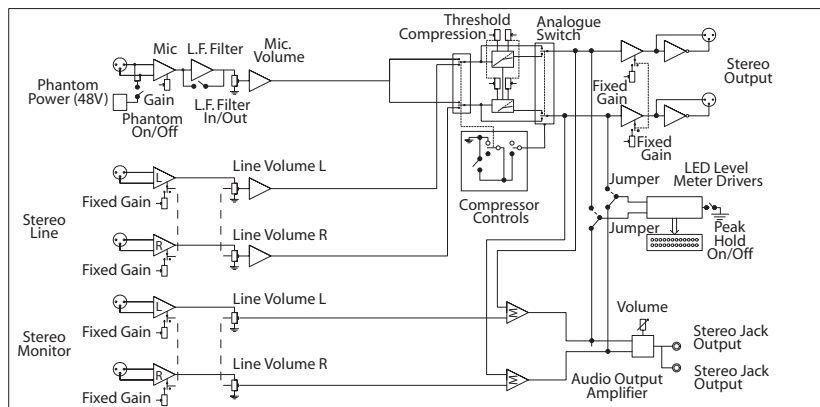 Threshold
Compression
Analogue
Switch
Mic
L.F. Filter
Mic.
Volume
Stereo
Output
Phantom
Power (48V)
Gain
Phantom
On/Off
L.F. Filter
In/Out
Fixed
Gain
Fixed
Gain
Line Volume L
L
Fixed Gain
Stereo
Line
Line Volume R
R
Fixed Gain
Compressor
Controls
Jumper
LED Level
Meter Drivers
Jumper
Peak
Hold
On/Off
Line Volume L
L
Fixed Gain
Stereo
Monitor
Line Volume R
R
Fixed Gain
M
M
Volume
Stereo Jack
Output
Stereo Jack
Output
Audio Output
Amplifier